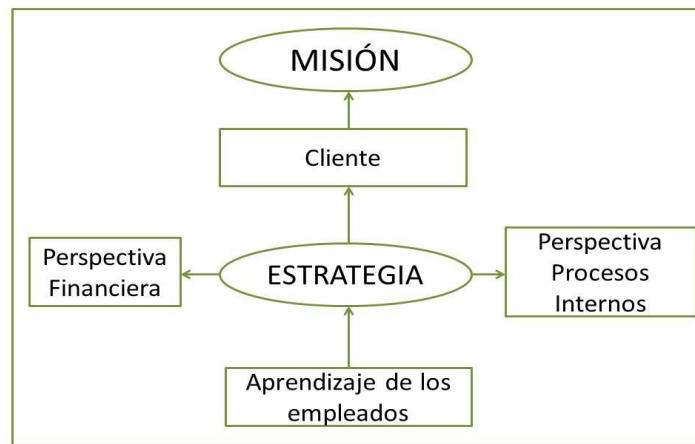 MISIÓN
Cliente
Perspectiva
Financiera
ESTRATEGIA
Perspectiva
Procesos
Internos
Aprendizaje de los
empleados